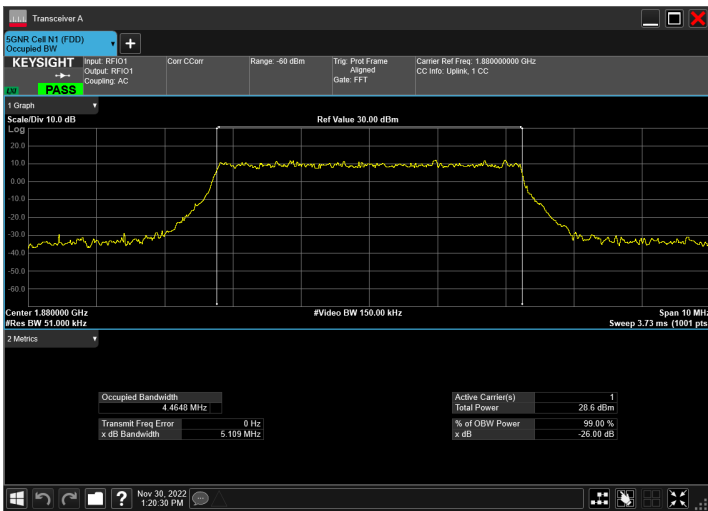 Transceiver A
5GNR Cell N1 (FDD)
Occupied BW
KEYSIGHT
PASS
Input: RFIO1
Output: RFIO1
Coupling: AC
Corr CCorr
Range: -60 dBm
Trig: Prot Frame
Aligned
Gate: FFT
Carrier Ref Freq: 1.880000000 GHz
CC Info: Uplink, 1 CC
1 Graph
Scale/Div 10.0 dB
Ref Value 30.00 dBm
Log
20.0
10.0
0.00
-10.0
-20.0
-30.0
-40.0
-50.0
-60.0
Center 1.880000 GHz
#Video BW 150.00 kHz
Span 10 MHz
#Res BW 51.000 kHz
Sweep 3.73 ms (1001 pts
2 Metrics
Occupied Bandwidth
4.4648 MHz
Transmit Freq Error 0 Hz
x dB Bandwidth 5.109 MHz
Active Carrier(s) 1
Total Power 28.6 dBm
% of OBW Power 99.00 %
x dB -26.00 dB
Nov 30, 2022
1:20:30 PM